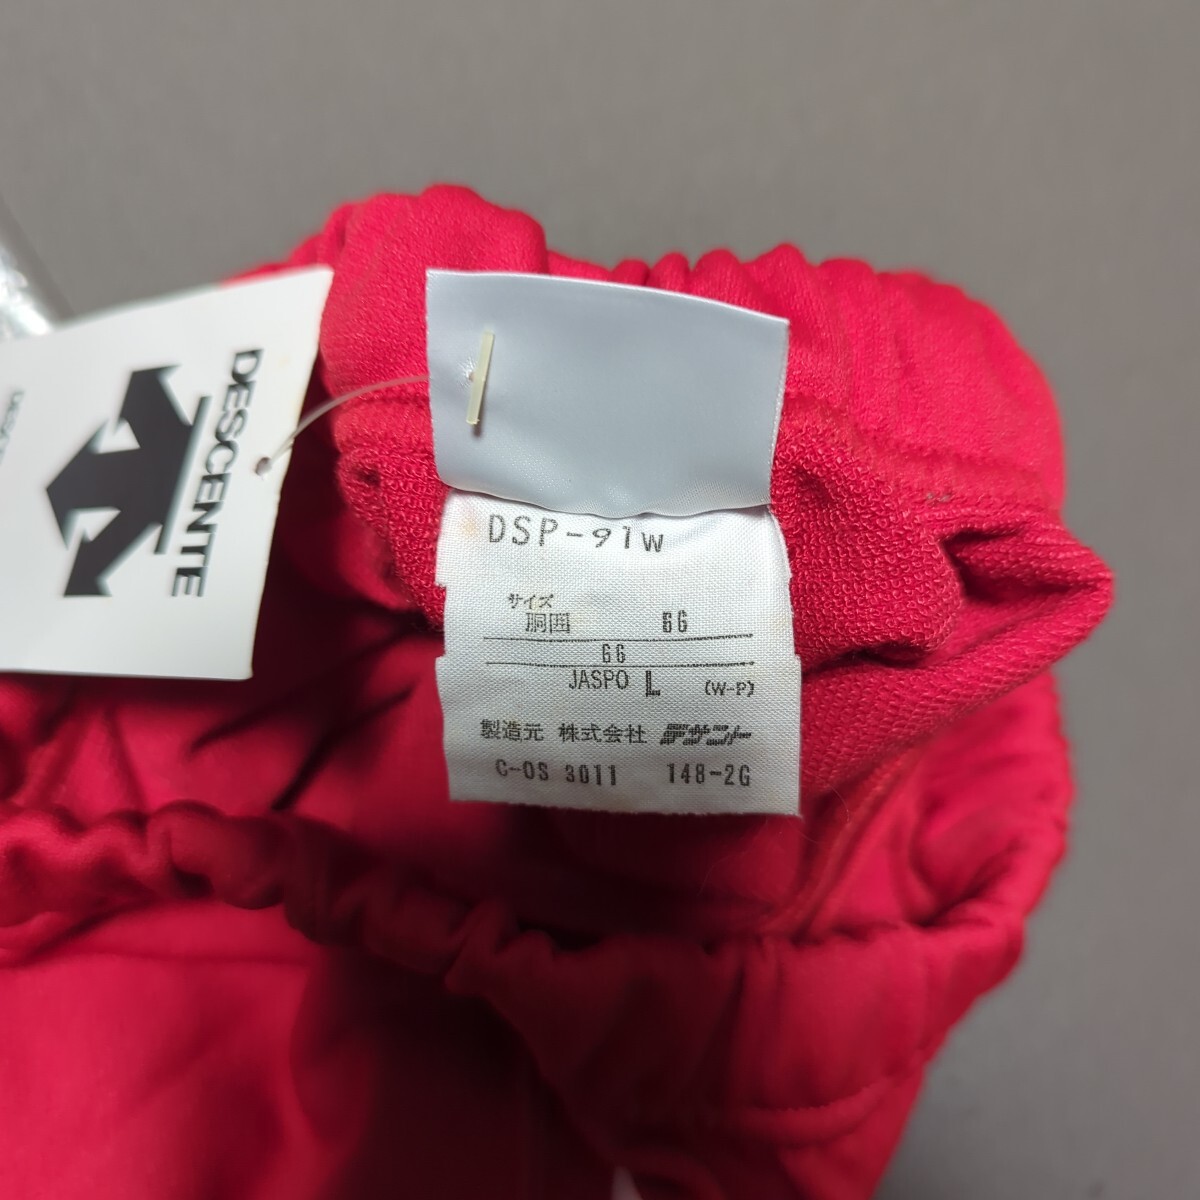 DESCENTE
DSP-91W
サイズ
胴囲 66
66
JASPO L (W-P)
製造元 株式会社 デサント
C-OS 3011 148-2G